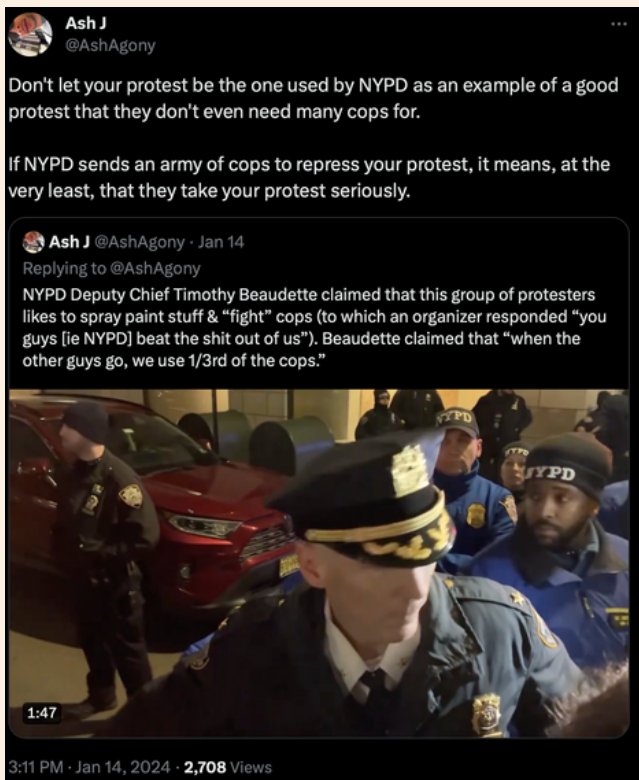 Ash J
@AshAgony
Don't let your protest be the one used by NYPD as an example of a good
protest that they don't even need many cops for.
If NYPD sends an army of cops to repress your protest, it means, at the
very least, that they take your protest seriously.
Ash J @AshAgony · Jan 14
Replying to @AshAgony
NYPD Deputy Chief Timothy Beaudette claimed that this group of protesters
likes to spray paint stuff & “fight” cops (to which an organizer responded “you
guys [ie NYPD] beat the shit out of us”). Beaudette claimed that “when the
other guys go, we use 1/3rd of the cops.”
NYPD
NYPD
NYPD
1:47
3:11 PM · Jan 14, 2024 · 2,708 Views